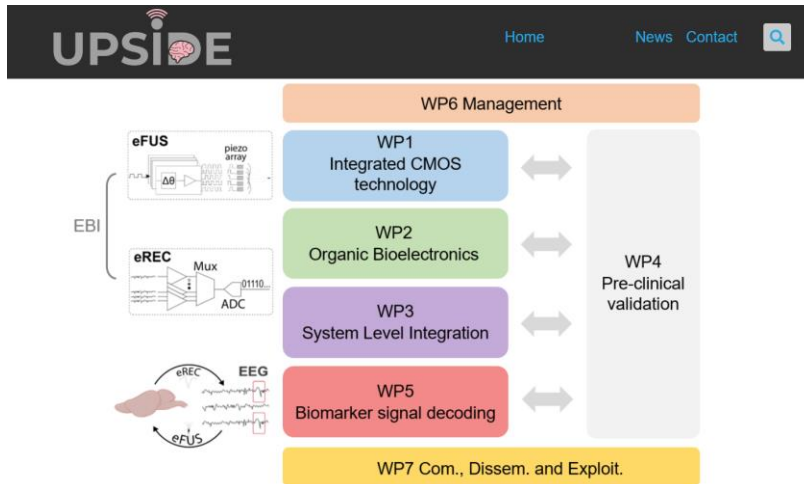 UPSiDE
Home
News
Contact
WP6 Management
eFUS
piezo
array
Δθ
WP1
Integrated CMOS
technology
EBI
WP2
Organic Bioelectronics
eREC
Mux
01110
ADC
WP4
Pre-clinical
validation
WP3
System Level Integration
eREC
EEG
eFUS
WP5
Biomarker signal decoding
WP7 Com., Dissem. and Exploit.